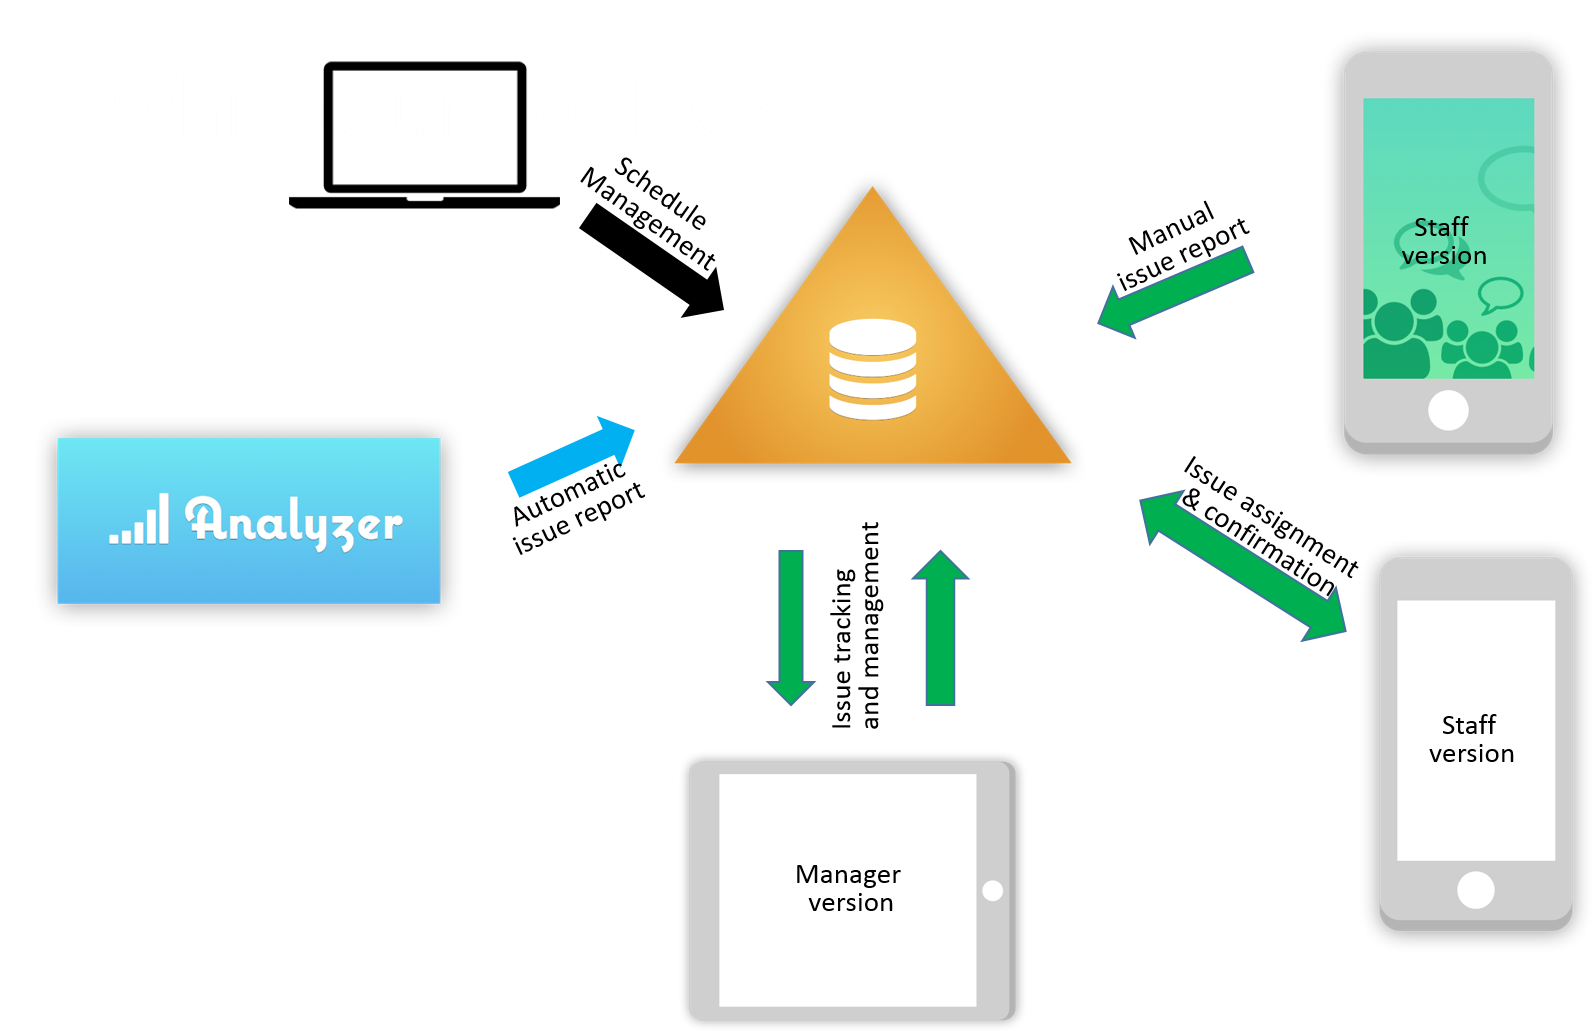 Schedule
Management
Manual
issue report
Staff
version
Analyzer
Automatic
issue report
Issue assignment
& confirmation
Issue tracking
and management
Staff
version
Manager
version